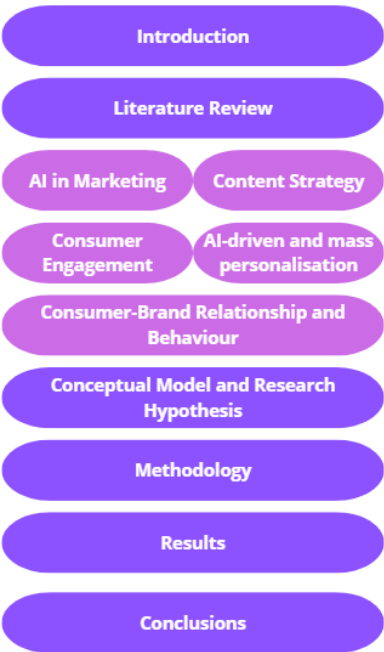 Introduction
Literature Review
AI in Marketing
Content Strategy
Consumer
Engagement
AI-driven and mass
personalisation
Consumer-Brand Relationship and
Behaviour
Conceptual Model and Research
Hypothesis
Methodology
Results
Conclusions